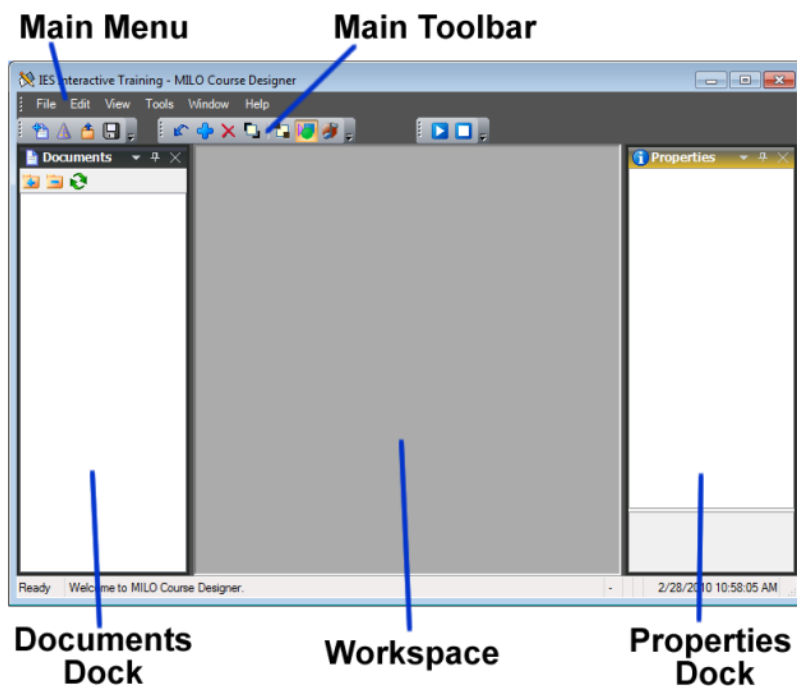 Main Menu Main Toolbar
IES Interactive Training - MILO Course Designer
File Edit View Tools Window Help
Documents Properties
Ready Welcome to MILO Course Designer. - 2/28/2010 10:58:05 AM
Documents
Dock
Workspace
Properties
Dock